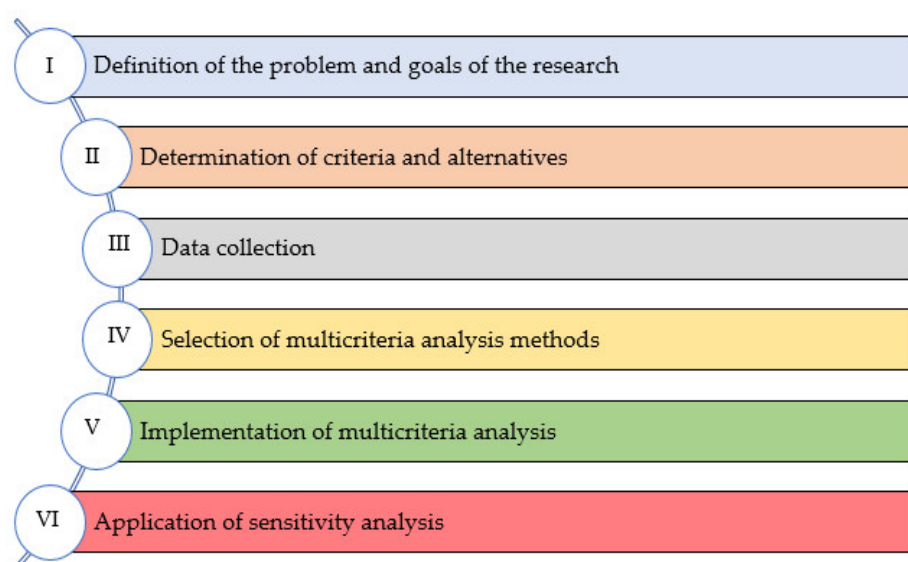 I Definition of the problem and goals of the research
II Determination of criteria and alternatives
III Data collection
IV Selection of multicriteria analysis methods
V Implementation of multicriteria analysis
VI Application of sensitivity analysis